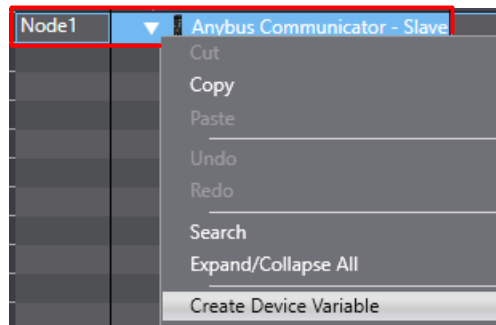 Node1 Anybus Communicator - Slave
Cut
Copy
Paste
Undo
Redo
Search
Expand/Collapse All
Create Device Variable